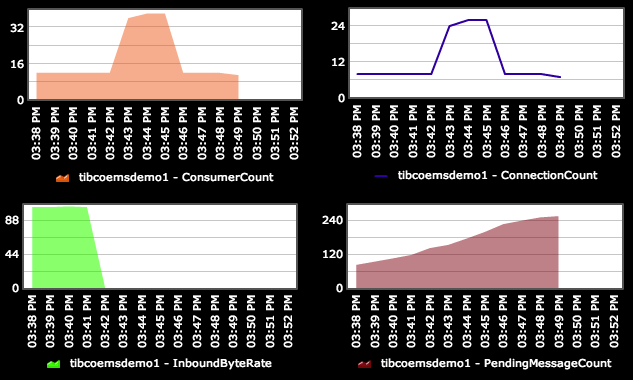 32
16
0
03:38 PM
03:39 PM
03:40 PM
03:41 PM
03:42 PM
03:43 PM
03:44 PM
03:45 PM
03:46 PM
03:47 PM
03:48 PM
03:49 PM
03:50 PM
03:51 PM
03:52 PM
tibcoemsdemo1 - ConsumerCount
24
12
0
03:38 PM
03:39 PM
03:40 PM
03:41 PM
03:42 PM
03:43 PM
03:44 PM
03:45 PM
03:46 PM
03:47 PM
03:48 PM
03:49 PM
03:50 PM
03:51 PM
03:52 PM
tibcoemsdemo1 - ConnectionCount
88
44
0
03:38 PM
03:39 PM
03:40 PM
03:41 PM
03:42 PM
03:43 PM
03:44 PM
03:45 PM
03:46 PM
03:47 PM
03:48 PM
03:49 PM
03:50 PM
03:51 PM
03:52 PM
tibcoemsdemo1 - InboundByteRate
240
120
0
03:38 PM
03:39 PM
03:40 PM
03:41 PM
03:42 PM
03:43 PM
03:44 PM
03:45 PM
03:46 PM
03:47 PM
03:48 PM
03:49 PM
03:50 PM
03:51 PM
03:52 PM
tibcoemsdemo1 - PendingMessageCount